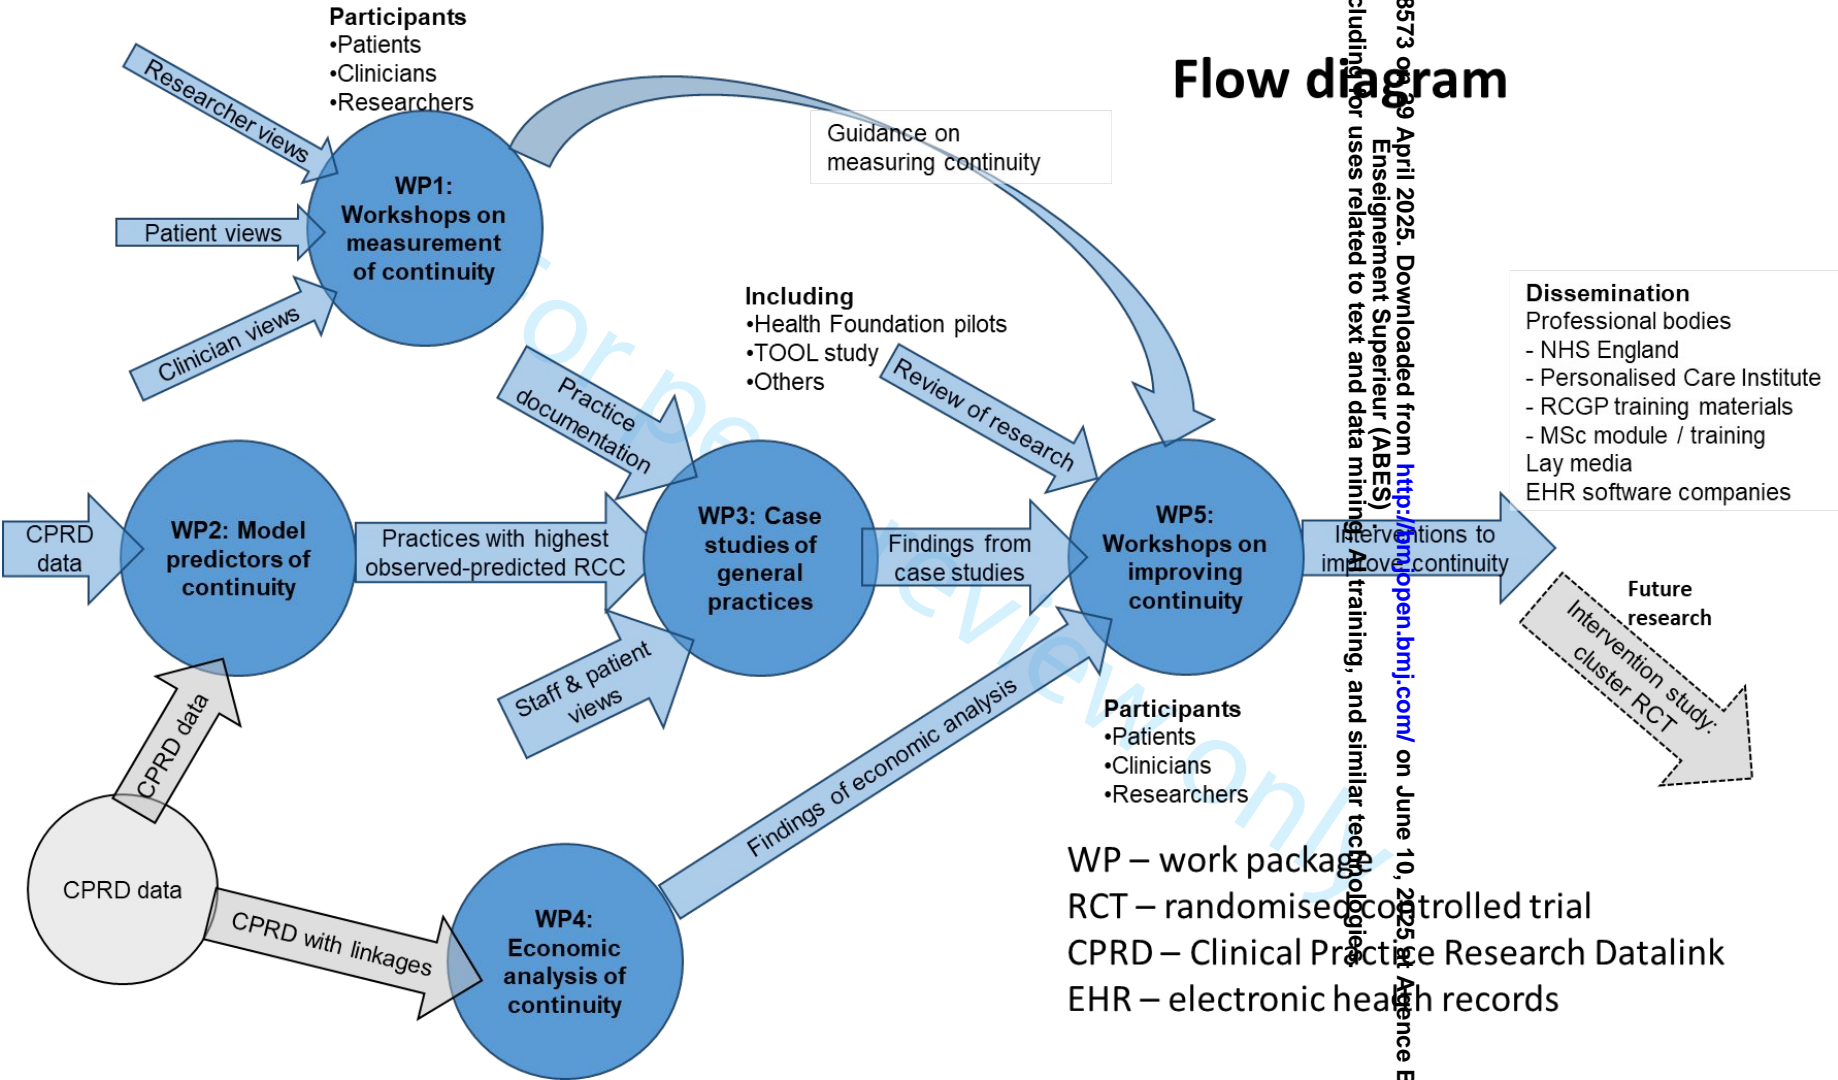 Flow diagram
Participants
•Patients
•Clinicians
•Researchers
Researcher views
Patient views
Clinician views
WP1:
Workshops on
measurement
of continuity
Guidance on
measuring continuity
Including
•Health Foundation pilots
•TOOL study
•Others
Review of research
Practice
documentation
CPRD
data
WP2: Model
predictors of
continuity
Practices with highest
observed-predicted RCC
WP3: Case
studies of
general
practices
Findings from
case studies
WP5:
Workshops on
improving
continuity
Interventions to
improve continuity
Dissemination
Professional bodies
- NHS England
- Personalised Care Institute
- RCGP training materials
- MSc module / training
Lay media
EHR software companies
Future
research
Intervention study:
cluster RCT
Staff & patient
views
CPRD data
CPRD data
CPRD with linkages
WP4:
Economic
analysis of
continuity
Findings of economic analysis
Participants
•Patients
•Clinicians
•Researchers
WP – work package
RCT – randomised controlled trial
CPRD – Clinical Practice Research Datalink
EHR – electronic health records
For peer review only
8573 on 29 April 2025. Downloaded from http://bmjopen.bmj.com/ on June 10, 2025 at Agence B
Enseignement Superieur (ABES) .
cluding for uses related to text and data mining, AI training, and similar technologies.